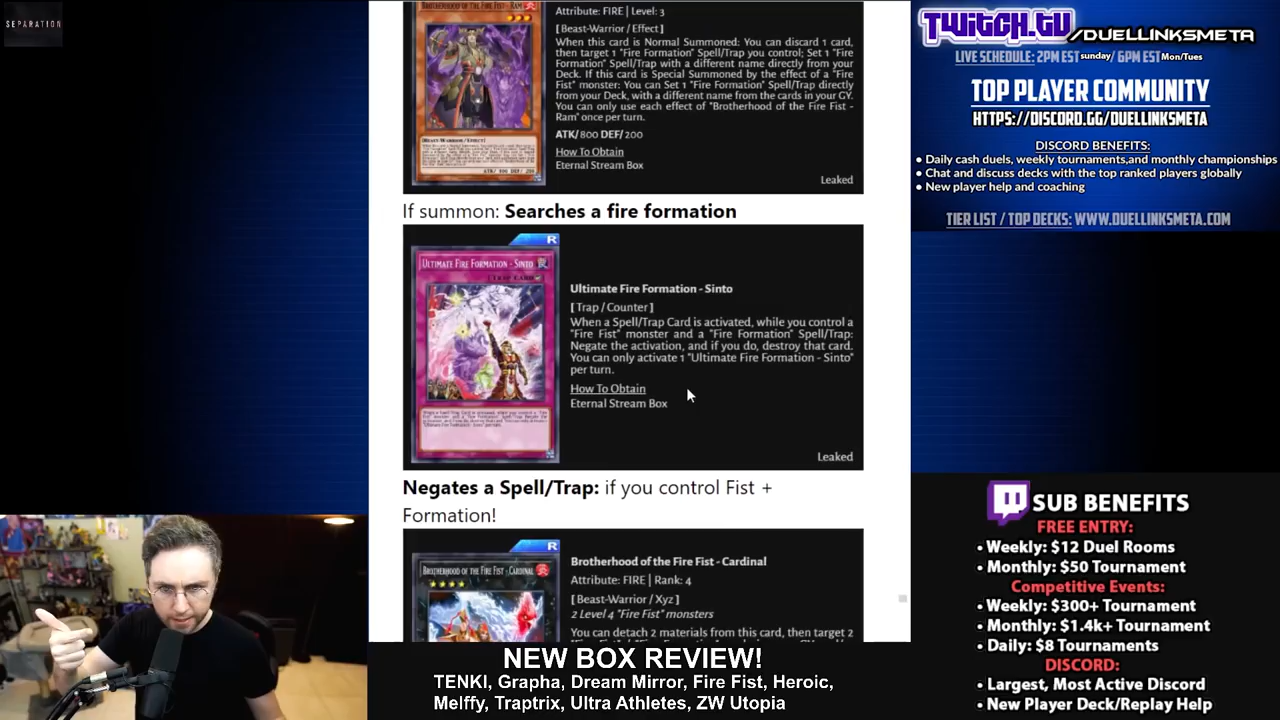 SEPARATION
BROTHERHOOD OF THE FIRE FIST - RAM
Attribute: FIRE | Level: 3
[ Beast-Warrior / Effect ]
When this card is Normal Summoned: You can discard 1 card,
then target 1 "Fire Formation" Spell/Trap you control; Set 1 "Fire
Formation" Spell/Trap with a different name directly from your
Deck. If this card is Special Summoned by the effect of a "Fire
Fist" monster: You can Set 1 "Fire Formation" Spell/Trap directly
from your Deck, with a different name from the cards in your GY.
You can only use each effect of "Brotherhood of the Fire Fist -
Ram" once per turn.
ATK/ 800 DEF/ 200
How To Obtain
Eternal Stream Box
Leaked
[BEAST-WARRIOR/EFFECT]
ATK/ 800 DEF/ 200
If summon: Searches a fire formation
R
ULTIMATE FIRE FORMATION - SINTO
[TRAP CARD]
Ultimate Fire Formation - Sinto
[ Trap / Counter ]
When a Spell/Trap Card is activated, while you control a
"Fire Fist" monster and a "Fire Formation" Spell/Trap:
Negate the activation, and if you do, destroy that card.
You can only activate 1 "Ultimate Fire Formation - Sinto"
per turn.
How To Obtain
Eternal Stream Box
Leaked
Negates a Spell/Trap: if you control Fist +
Formation!
R
BROTHERHOOD OF THE FIRE FIST - CARDINAL
Brotherhood of the Fire Fist - Cardinal
Attribute: FIRE | Rank: 4
[ Beast-Warrior / Xyz ]
2 Level 4 "Fire Fist" monsters
You can detach 2 materials from this card, then target 2
TWITCH.TV/DUELLINKSMETA
LIVE SCHEDULE: 2PM EST sunday/ 6PM EST Mon/Tues
TOP PLAYER COMMUNITY
HTTPS://DISCORD.GG/DUELLINKSMETA
DISCORD BENEFITS:
• Daily cash duels, weekly tournaments,and monthly championships
• Chat and discuss decks with the top ranked players globally
• New player help and coaching
TIER LIST / TOP DECKS: WWW.DUELLINKSMETA.COM
SUB BENEFITS
FREE ENTRY:
• Weekly: $12 Duel Rooms
• Monthly: $50 Tournament
Competitive Events:
• Weekly: $300+ Tournament
• Monthly: $1.4k+ Tournament
• Daily: $8 Tournaments
DISCORD:
• Largest, Most Active Discord
• New Player Deck/Replay Help
NEW BOX REVIEW!
TENKI, Grapha, Dream Mirror, Fire Fist, Heroic,
Melffy, Traptrix, Ultra Athletes, ZW Utopia